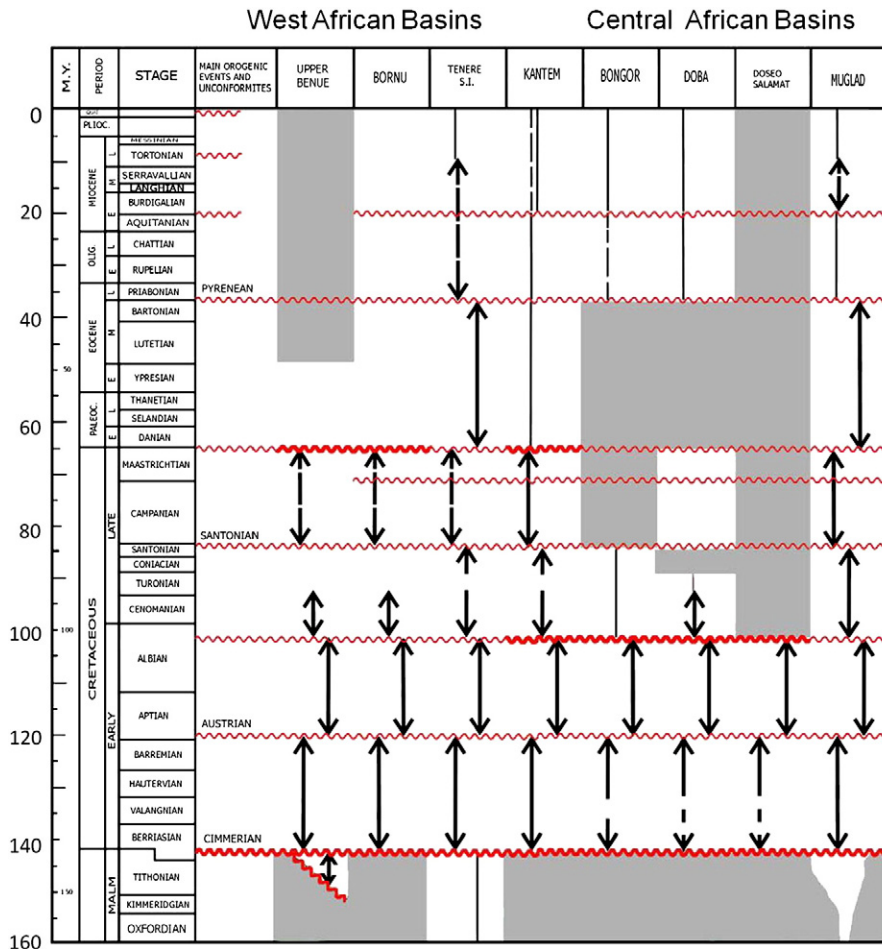 West African Basins
Central African Basins
M.Y.
PERIOD
STAGE
MAIN OROGENIC
EVENTS AND
UNCONFORMITES
UPPER
BENUE
BORNU
TENERE
S.I.
KANTEM
BONGOR
DOBA
DOSEO
SALAMAT
MUGLAD
0
PLIOC.
MESSINIAN
MIOCENE
L
TORTONIAN
M
SERRAVALLIAN
LANGHIAN
E
BURDIGALIAN
20
AQUITANIAN
OLIG.
L
CHATTIAN
E
RUPELIAN
EOCENE
L
PRIABONIAN
PYRENEAN
40
BARTONIAN
M
LUTETIAN
50
E
YPRESIAN
PALEOC.
L
THANETIAN
60
SELANDIAN
E
DANIAN
CRETACEOUS
LATE
MAASTRICHTIAN
CAMPANIAN
80
SANTONIAN
SANTONIAN
CONIACIAN
TURONIAN
CENOMANIAN
100
100
EARLY
ALBIAN
APTIAN
AUSTRIAN
120
BARREMIAN
HAUTERVIAN
VALANGNIAN
BERRIASIAN
CIMMERIAN
140
MALM
TITHONIAN
150
KIMMERIDGIAN
OXFORDIAN
160